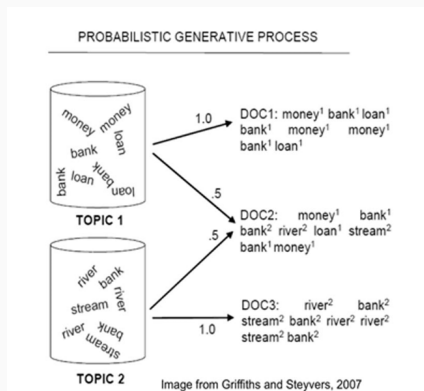 PROBABILISTIC GENERATIVE PROCESS
money
money
loan
bank
bank
loan
bank
loan
TOPIC 1
river
bank
river
stream
river
bank
stream
TOPIC 2
1.0
.5
.5
1.0
DOC1: money¹ bank¹ loan¹
bank¹ money¹ money¹
bank¹ loan¹
DOC2: money¹ bank¹
bank² river² loan¹ stream²
bank¹ money¹
DOC3: river² bank²
stream² bank² river² river²
stream² bank²
Image from Griffiths and Steyvers, 2007